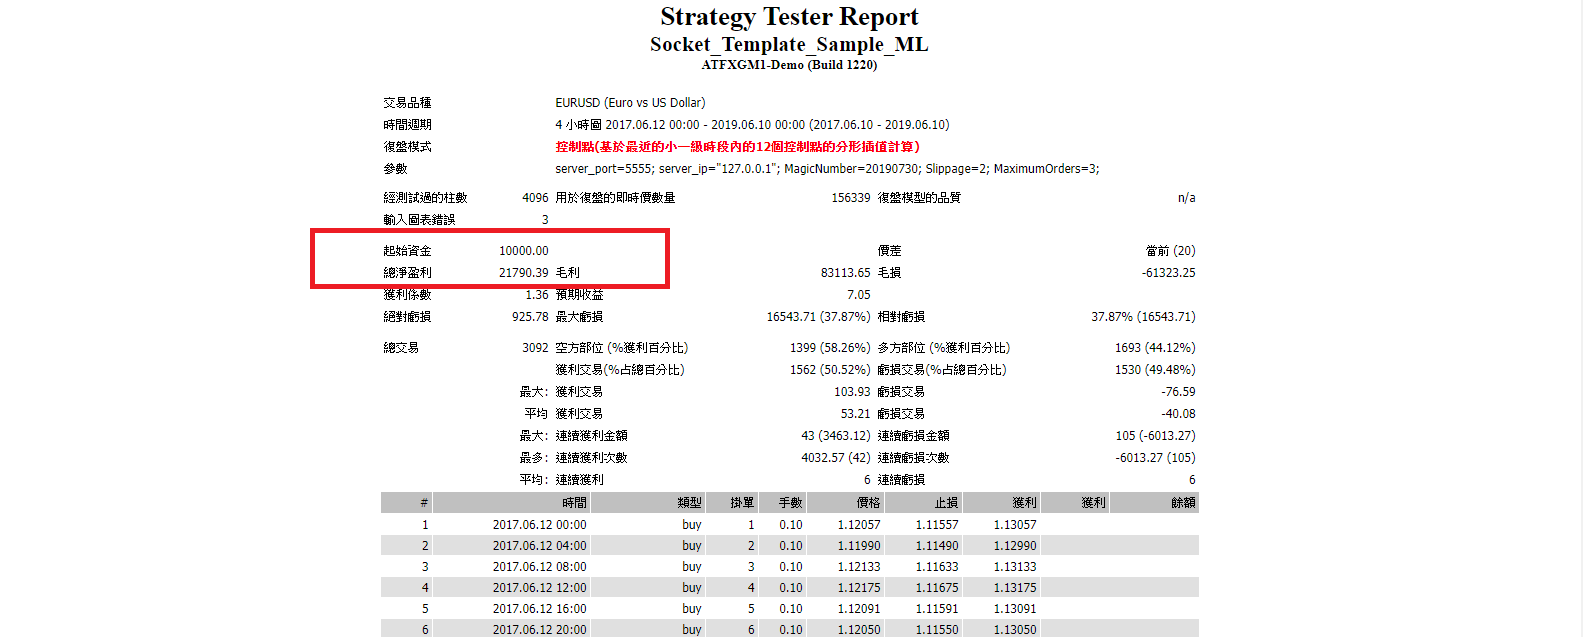 Strategy Tester Report
Socket_Template_Sample_ML
ATFXGM1-Demo (Build 1220)
交易品種 EURUSD (Euro vs US Dollar)
時間週期 4 小時圖 2017.06.12 00:00 - 2019.06.10 00:00 (2017.06.10 - 2019.06.10)
復盤模式 控制點(基於最近的小一級時段內的12個控制點的分形插值計算)
參數 server_port=5555; server_ip="127.0.0.1"; MagicNumber=20190730; Slippage=2; MaximumOrders=3;
經測試過的柱數 4096 用於復盤的即時價數量 156339 復盤模型的品質 n/a
輸入圖表錯誤 3
起始資金 10000.00 價差 當前 (20)
總淨盈利 21790.39 毛利 83113.65 毛損 -61323.25
獲利係數 1.36 預期收益 7.05
絕對虧損 925.78 最大虧損 16543.71 (37.87%) 相對虧損 37.87% (16543.71)
總交易 3092 空方部位 (%獲利百分比) 1399 (58.26%) 多方部位 (%獲利百分比) 1693 (44.12%)
獲利交易(%占總百分比) 1562 (50.52%) 虧損交易(%占總百分比) 1530 (49.48%)
最大: 獲利交易 103.93 虧損交易 -76.59
平均 獲利交易 53.21 虧損交易 -40.08
最大: 連續獲利金額 43 (3463.12) 連續虧損金額 105 (-6013.27)
最多: 連續獲利次數 4032.57 (42) 連續虧損次數 -6013.27 (105)
平均: 連續獲利 6 連續虧損 6
# 時間 類型 掛單 手數 價格 止損 獲利 獲利 餘額
1 2017.06.12 00:00 buy 1 0.10 1.12057 1.11557 1.13057
2 2017.06.12 04:00 buy 2 0.10 1.11990 1.11490 1.12990
3 2017.06.12 08:00 buy 3 0.10 1.12133 1.11633 1.13133
4 2017.06.12 12:00 buy 4 0.10 1.12175 1.11675 1.13175
5 2017.06.12 16:00 buy 5 0.10 1.12091 1.11591 1.13091
6 2017.06.12 20:00 buy 6 0.10 1.12050 1.11550 1.13050